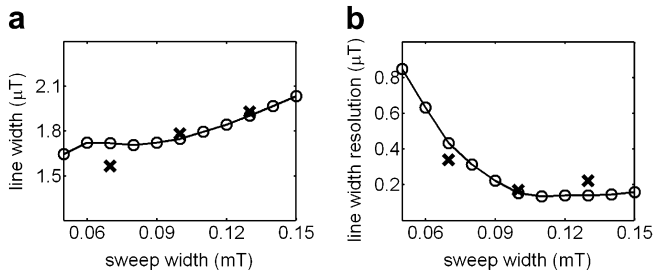 a
line width (μT)
2.1
1.8
1.5
0.06 0.09 0.12 0.15
sweep width (mT)
b
line width resolution (μT)
0.8
0.6
0.4
0.2
0.06 0.09 0.12 0.15
sweep width (mT)